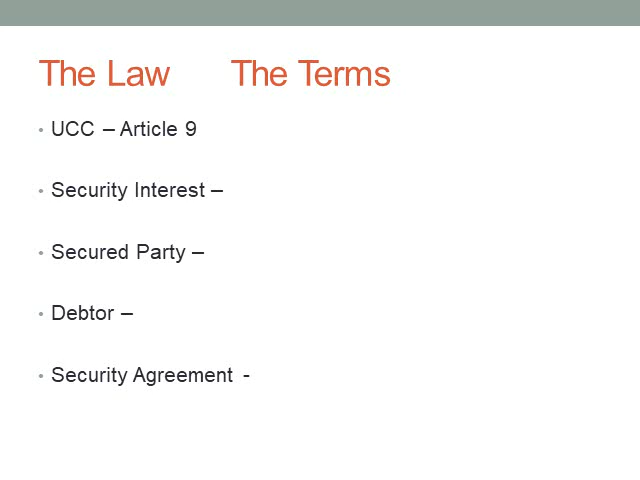 The Law The Terms
• UCC – Article 9
• Security Interest –
• Secured Party –
• Debtor –
• Security Agreement -